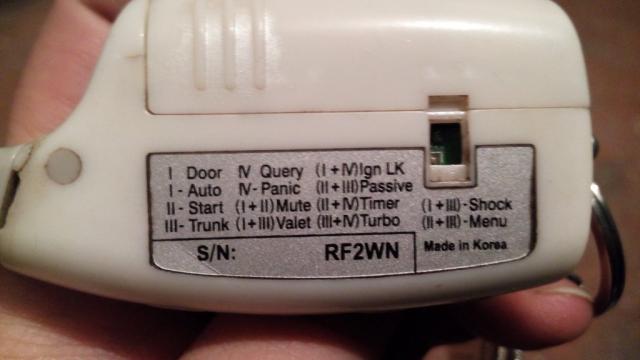 I Door IV Query (I+IV)Ign LK
I - Auto IV- Panic (II+III)Passive
II - Start (I+II)Mute (II+IV)Timer (I+III)-Shock
III- Trunk (I+III)Valet (III+IV)Turbo (II+III)-Menu
S/N: RF2WN Made in Korea